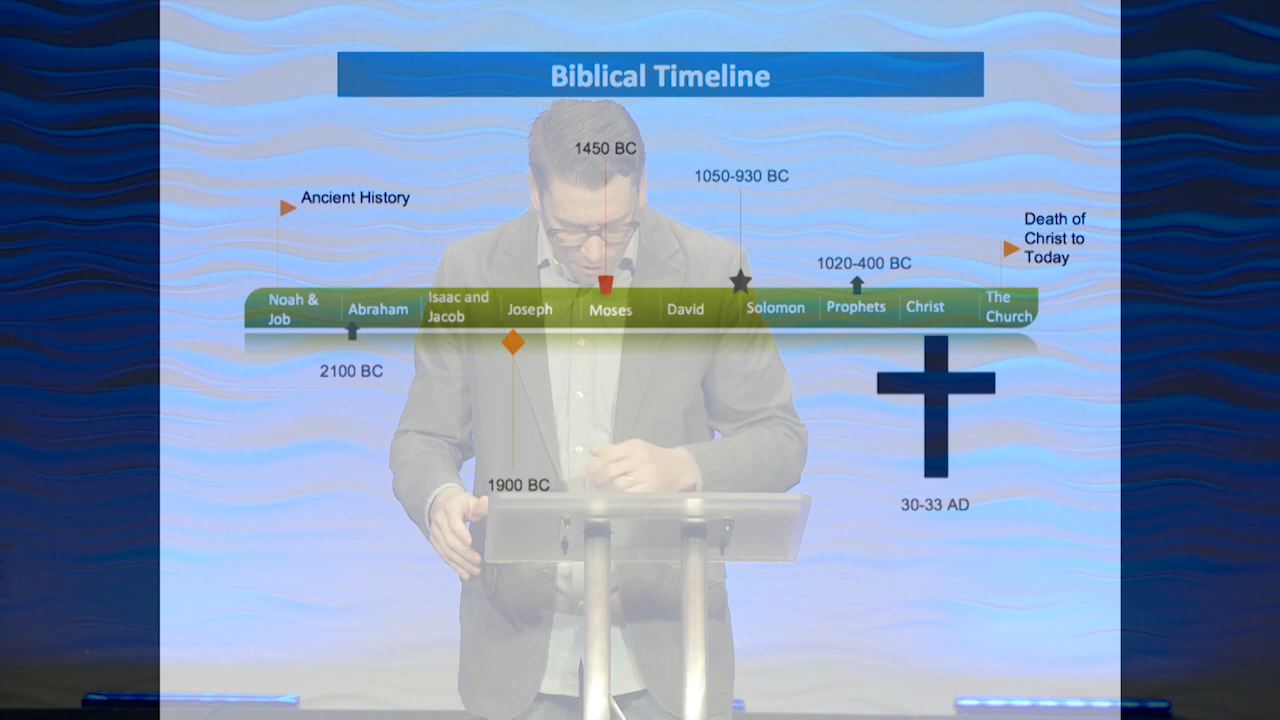 Biblical Timeline
1450 BC
1050-930 BC
Ancient History
Death of
Christ to
Today
1020-400 BC
Noah &
Job
Abraham
Isaac and
Jacob
Joseph
Moses
David
Solomon
Prophets
Christ
The
Church
2100 BC
1900 BC
30-33 AD